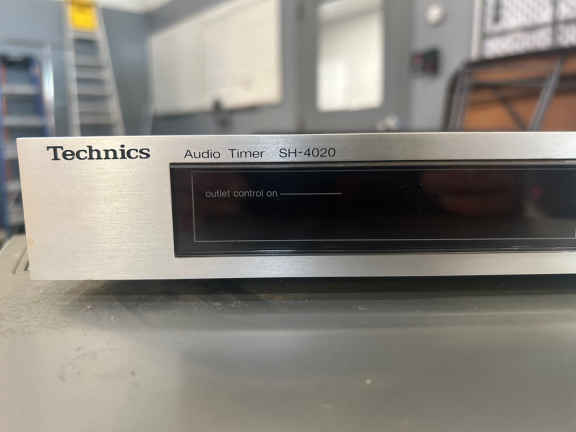 Technics Audio Timer SH-4020
outlet control on